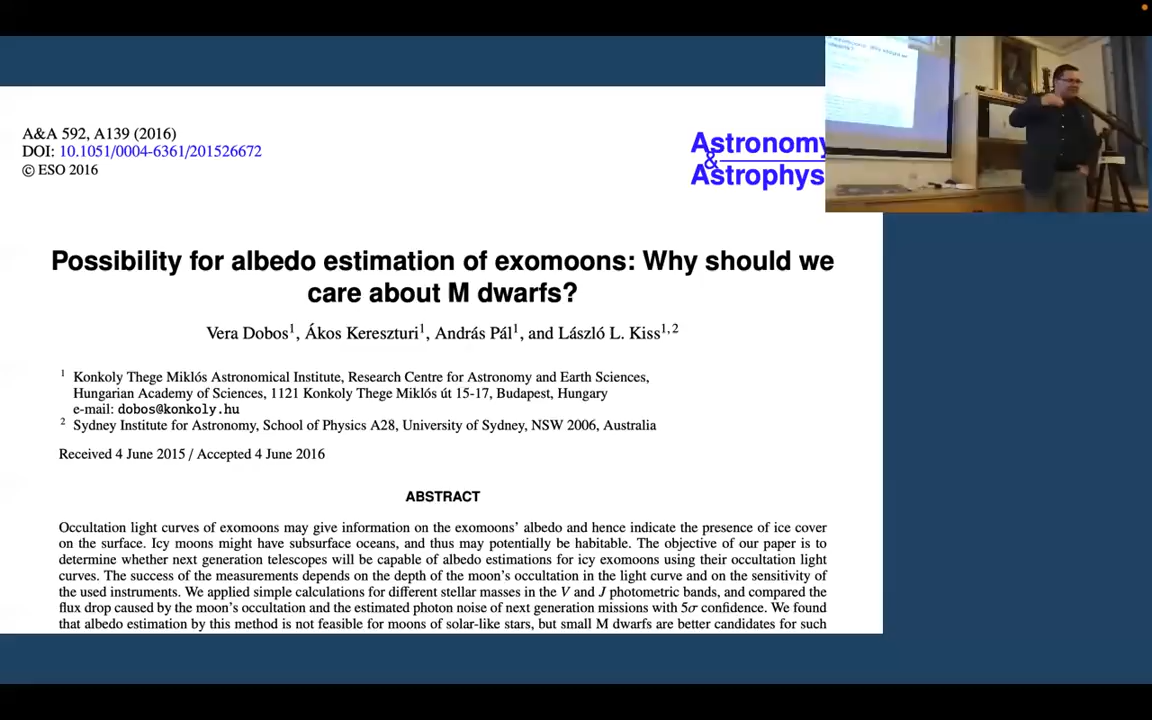 A&A 592, A139 (2016)
DOI: 10.1051/0004-6361/201526672
© ESO 2016
Astronomy
&
Astrophys
Possibility for albedo estimation of exomoons: Why should we
care about M dwarfs?
Vera Dobos1, Ákos Kereszturi1, András Pál1, and László L. Kiss1,2
1 Konkoly Thege Miklós Astronomical Institute, Research Centre for Astronomy and Earth Sciences,
Hungarian Academy of Sciences, 1121 Konkoly Thege Miklós út 15-17, Budapest, Hungary
e-mail: dobos@konkoly.hu
2 Sydney Institute for Astronomy, School of Physics A28, University of Sydney, NSW 2006, Australia
Received 4 June 2015 / Accepted 4 June 2016
ABSTRACT
Occultation light curves of exomoons may give information on the exomoons' albedo and hence indicate the presence of ice cover
on the surface. Icy moons might have subsurface oceans, and thus may potentially be habitable. The objective of our paper is to
determine whether next generation telescopes will be capable of albedo estimations for icy exomoons using their occultation light
curves. The success of the measurements depends on the depth of the moon's occultation in the light curve and on the sensitivity of
the used instruments. We applied simple calculations for different stellar masses in the V and J photometric bands, and compared the
flux drop caused by the moon's occultation and the estimated photon noise of next generation missions with 5σ confidence. We found
that albedo estimation by this method is not feasible for moons of solar-like stars, but small M dwarfs are better candidates for such